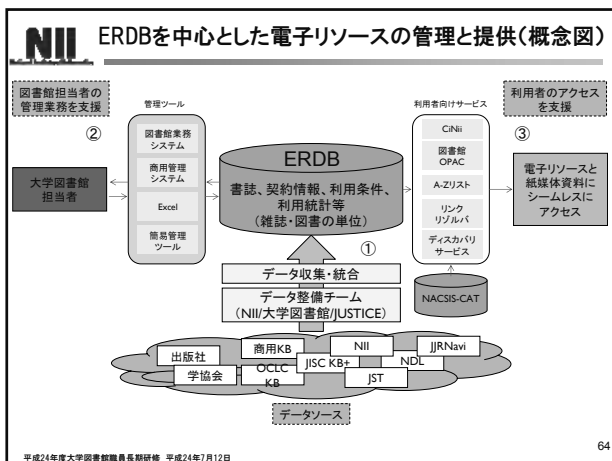 NII
ERDBを中心とした電子リソースの管理と提供(概念図)
図書館担当者の
管理業務を支援
②
大学図書館
担当者
管理ツール
図書館業務
システム
商用管理
システム
Excel
簡易管理
ツール
ERDB
書誌、契約情報、利用条件、
利用統計等
(雑誌・図書の単位)
①
データ収集・統合
データ整備チーム
(NII/大学図書館/JUSTICE)
利用者向けサービス
CiNii
図書館
OPAC
A-Zリスト
リンク
リゾルバ
ディスカバリ
サービス
NACSIS-CAT
利用者のアクセス
を支援
③
電子リソースと
紙媒体資料に
シームレスに
アクセス
出版社
商用KB
NII
JJRNavi
学協会
OCLC
KB
JISC KB+
NDL
JST
データソース
平成24年度大学図書館職員長期研修 平成24年7月12日
64